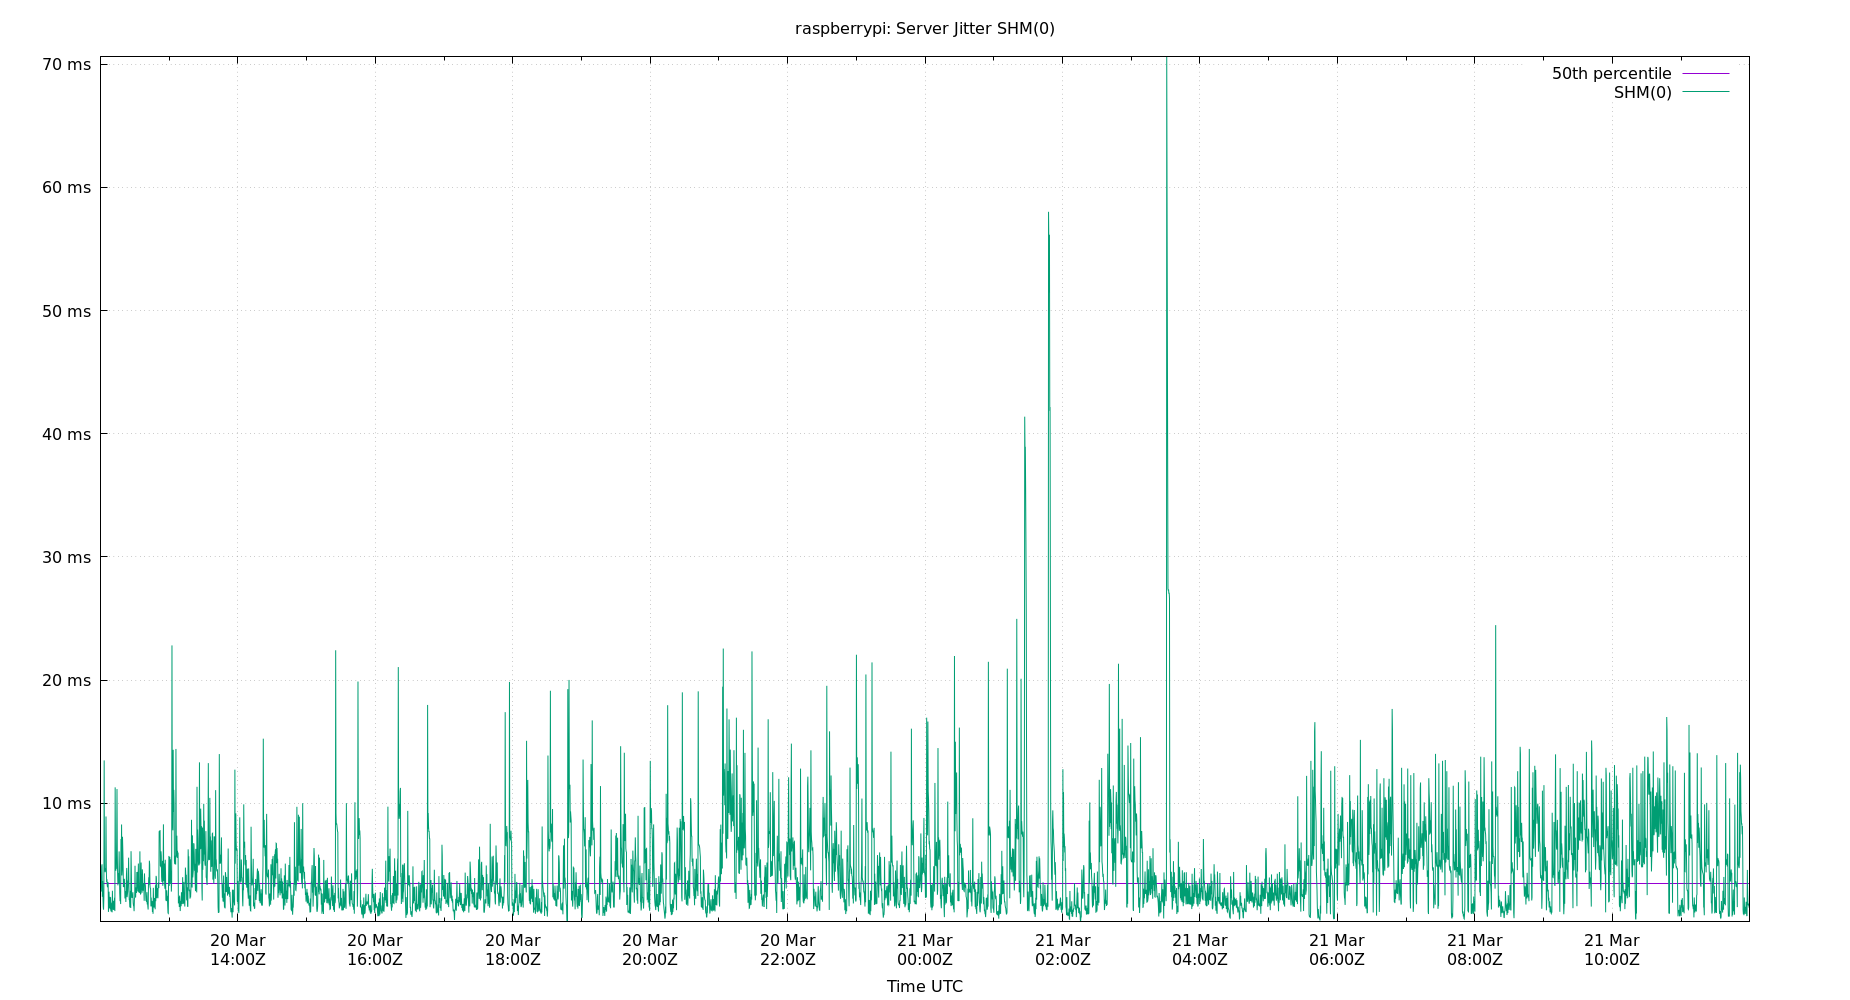 raspberrypi: Server Jitter SHM(0)
70 ms
50th percentile
SHM(0)
60 ms
50 ms
40 ms
30 ms
20 ms
10 ms
20 Mar 20 Mar 20 Mar 20 Mar 20 Mar 21 Mar 21 Mar 21 Mar 21 Mar 21 Mar 21 Mar
14:00Z 16:00Z 18:00Z 20:00Z 22:00Z 00:00Z 02:00Z 04:00Z 06:00Z 08:00Z 10:00Z
Time UTC